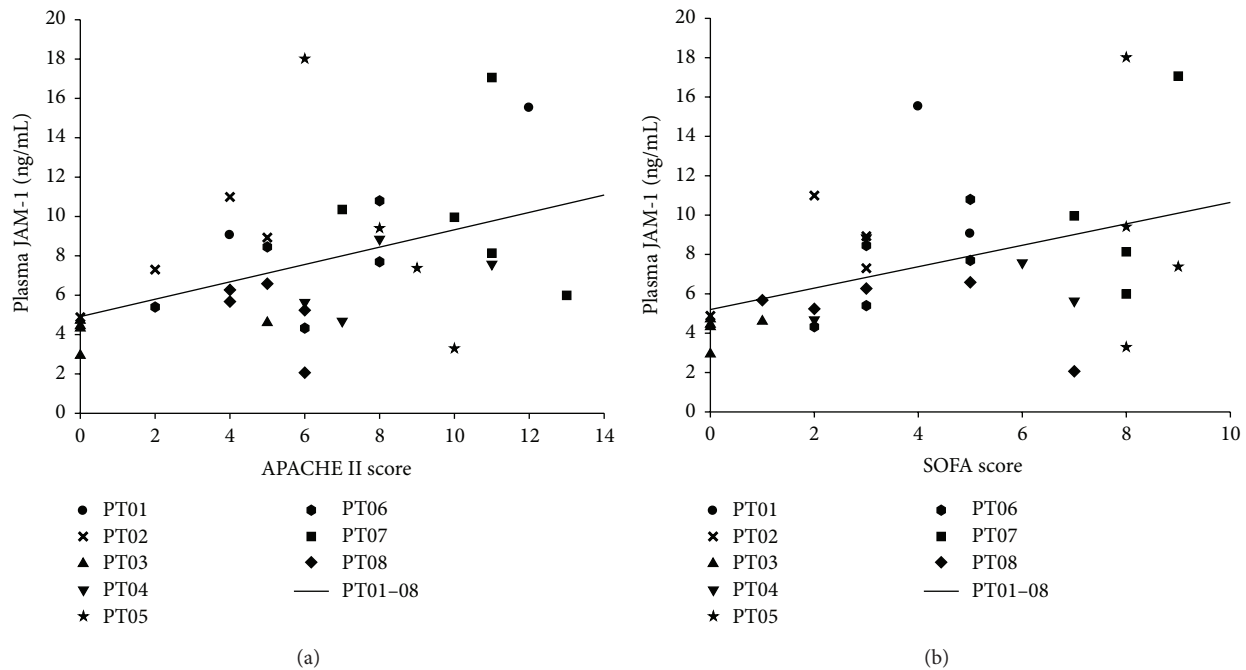 20
18
16
14
12
10
8
6
4
2
0
Plasma JAM-1 (ng/mL)
0 2 4 6 8 10 12 14
APACHE II score
PT01
PT02
PT03
PT04
PT05
PT06
PT07
PT08
PT01–08
(a)
20
18
16
14
12
10
8
6
4
2
0
Plasma JAM-1 (ng/mL)
0 2 4 6 8 10
SOFA score
PT01
PT02
PT03
PT04
PT05
PT06
PT07
PT08
PT01–08
(b)